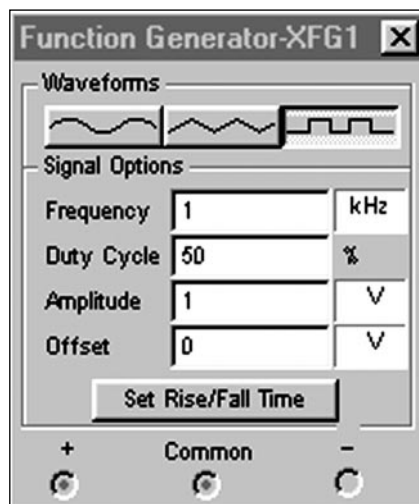 Function Generator-XFG1
Waveforms
Signal Options
Frequency 1 kHz
Duty Cycle 50 %
Amplitude 1 V
Offset 0 V
Set Rise/Fall Time
+ Common -